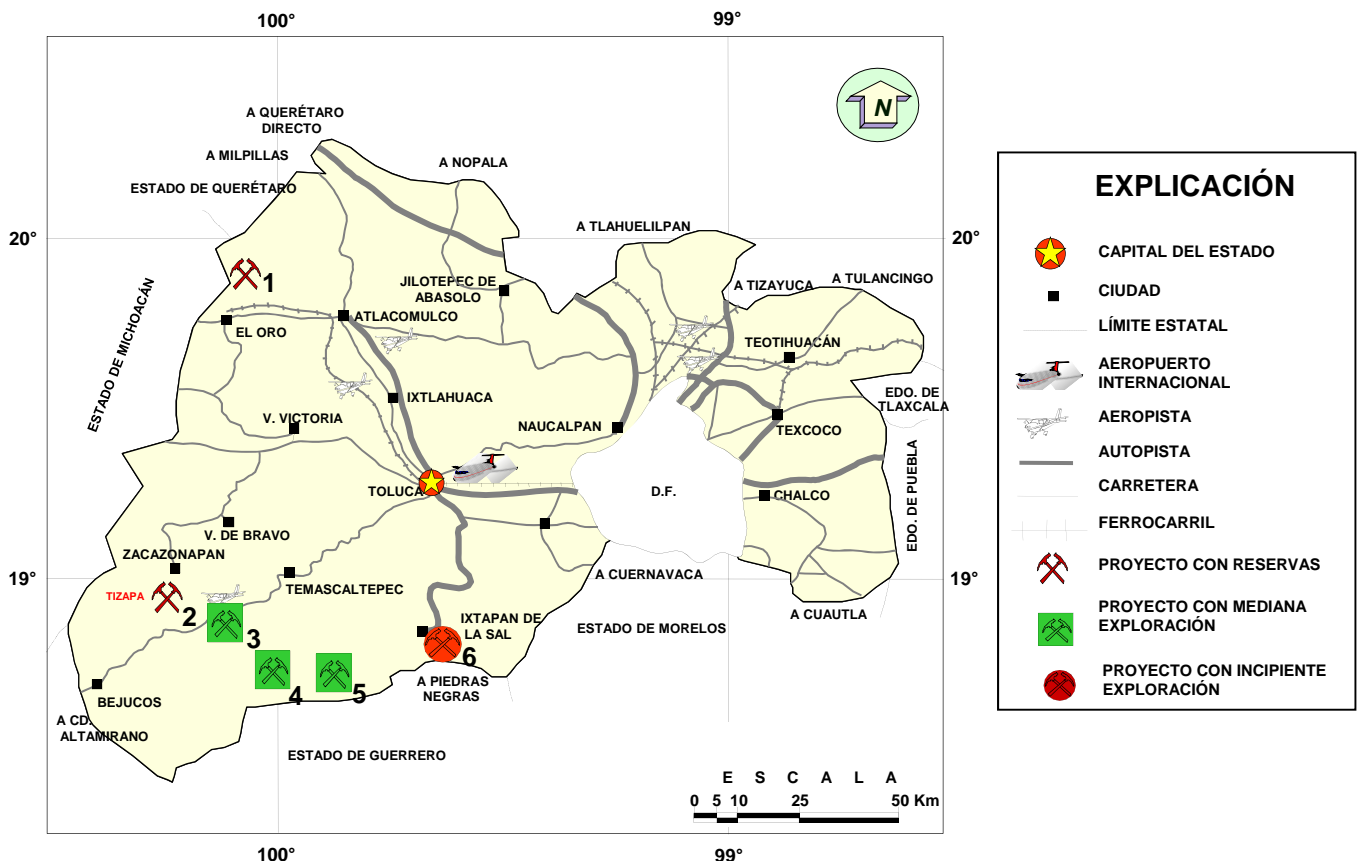 100°
99°
A QUERÉTARO
DIRECTO
A MILPILLAS
A NOPALA
ESTADO DE QUERÉTARO
N
A TLAHUELILPAN
20°
20°
1
JILOTEPEC DE
ABASOLO
A TIZAYUCA
A TULANCINGO
ATLACOMULCO
EL ORO
TEOTIHUACÁN
ESTADO DE MICHOACÁN
IXTLAHUACA
EDO. DE
TLAXCALA
V. VICTORIA
NAUCALPAN
TEXCOCO
TOLUCA
D.F.
CHALCO
EDO. DE PUEBLA
V. DE BRAVO
ZACAZONAPAN
TEMASCALTEPEC
A CUERNAVACA
19°
19°
TIZAPA
2
3
IXTAPAN DE
LA SAL
A CUAUTLA
ESTADO DE MORELOS
6
4
5
A PIEDRAS
NEGRAS
BEJUCOS
A CD.
ALTAMIRANO
ESTADO DE GUERRERO
E S C A L A
0 5 10 25 50 Km
100°
99°
EXPLICACIÓN
CAPITAL DEL ESTADO
CIUDAD
LÍMITE ESTATAL
AEROPUERTO
INTERNACIONAL
AEROPISTA
AUTOPISTA
CARRETERA
FERROCARRIL
PROYECTO CON RESERVAS
PROYECTO CON MEDIANA
EXPLORACIÓN
PROYECTO CON INCIPIENTE
EXPLORACIÓN